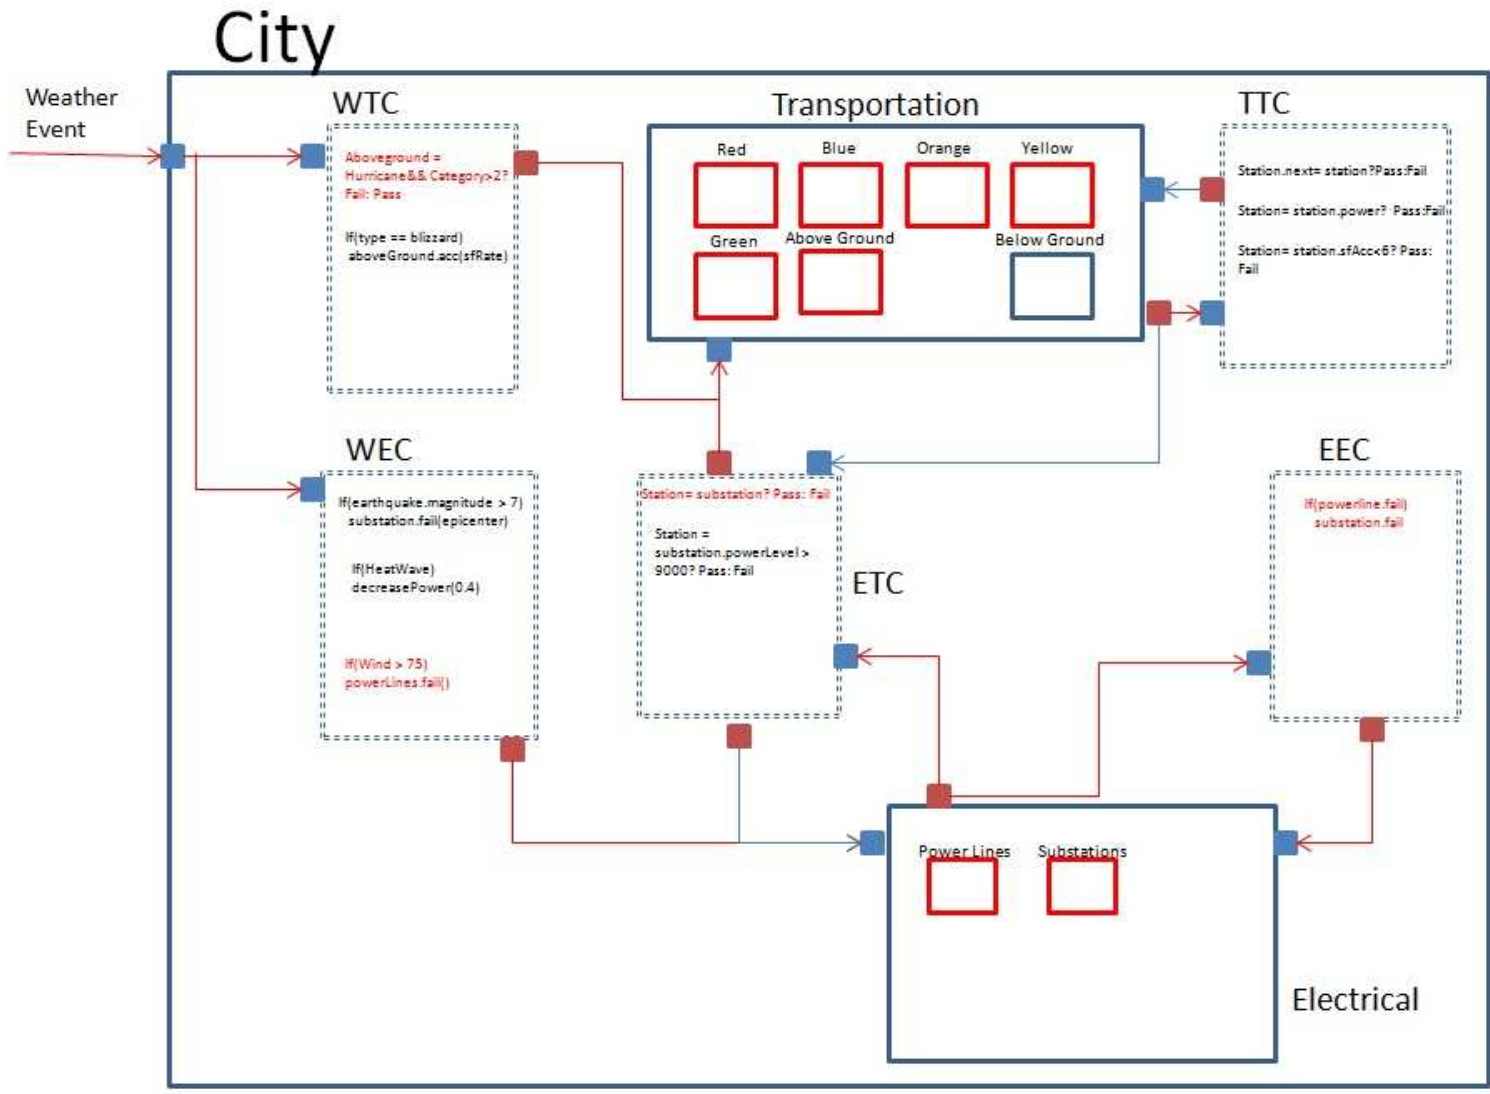 City
Weather
Event
WTC
Aboveground =
Hurricane&& Category>2?
Fail: Pass
If(type == blizzard)
aboveGround.acc(sfRate)
Transportation
Red
Blue
Orange
Yellow
Green
Above Ground
Below Ground
TTC
Station.next= station?Pass:Fail
Station= station.power? Pass:Fail
Station= station.sfAcc<6? Pass:
Fail
WEC
If(earthquake.magnitude > 7)
substation.fail(epicenter)
If(HeatWave)
decreasePower(0.4)
If(Wind > 75)
powerLines.fail()
Station= substation? Pass: Fail
Station =
substation.powerLevel >
9000? Pass: Fail
ETC
EEC
If(powerline.fail)
substation.fail
Power Lines
Substations
Electrical